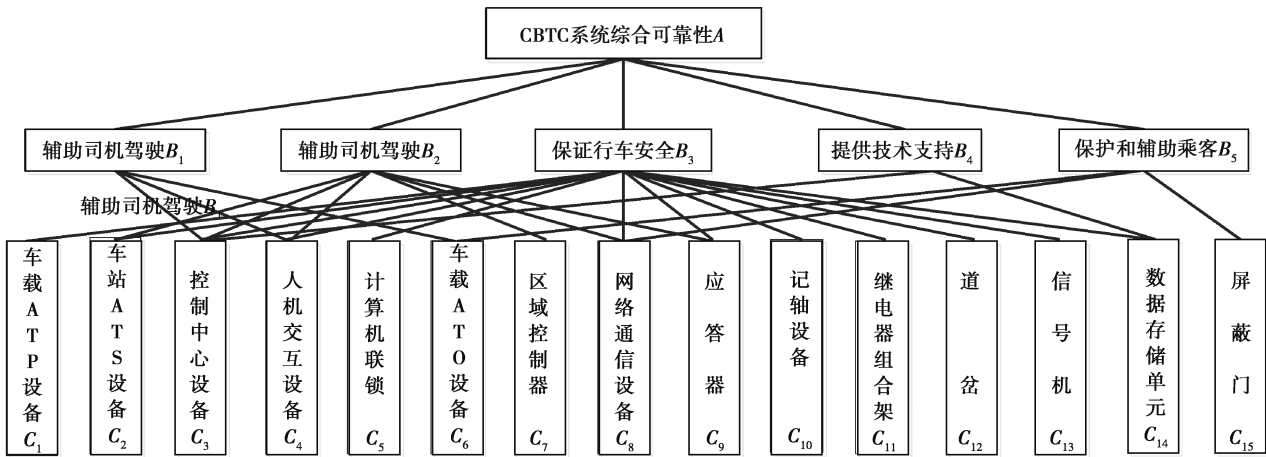 CBTC系统综合可靠性A
辅助司机驾驶B1
辅助司机驾驶B2
保证行车安全B3
提供技术支持B4
保护和辅助乘客B5
辅助司机驾驶B
车载ATP设备C1
车站ATS设备C2
控制中心设备C3
人机交互设备C4
计算机联锁C5
车载ATO设备C6
区域控制器C7
网络通信设备C8
应答器C9
记轴设备C10
继电器组合架C11
道岔C12
信号机C13
数据存储单元C14
屏蔽门C15